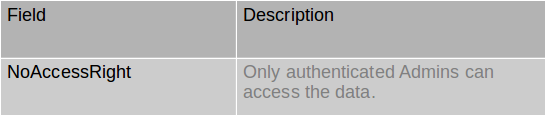 Field Description
NoAccessRight Only authenticated Admins can
access the data.